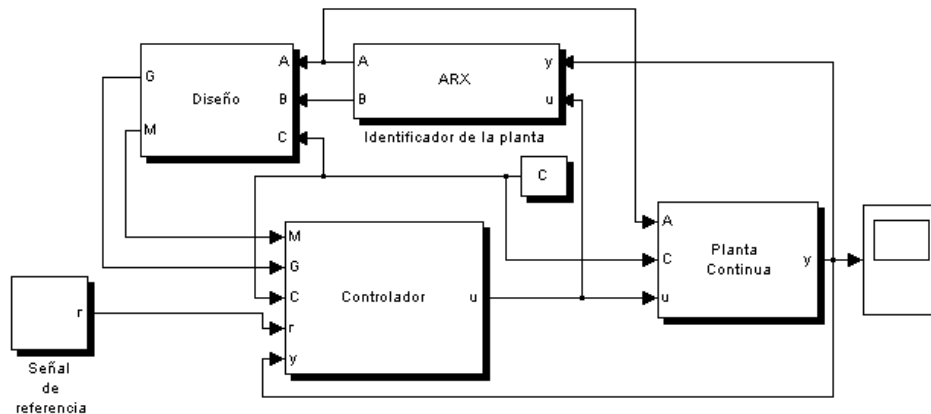 A
G
Diseño
B
M
C
A
ARX
y
B
u
Identificador de la planta
C
M
G
C
Controlador
u
r
y
A
Planta
Continua
C
y
u
r
Señal
de
referencia